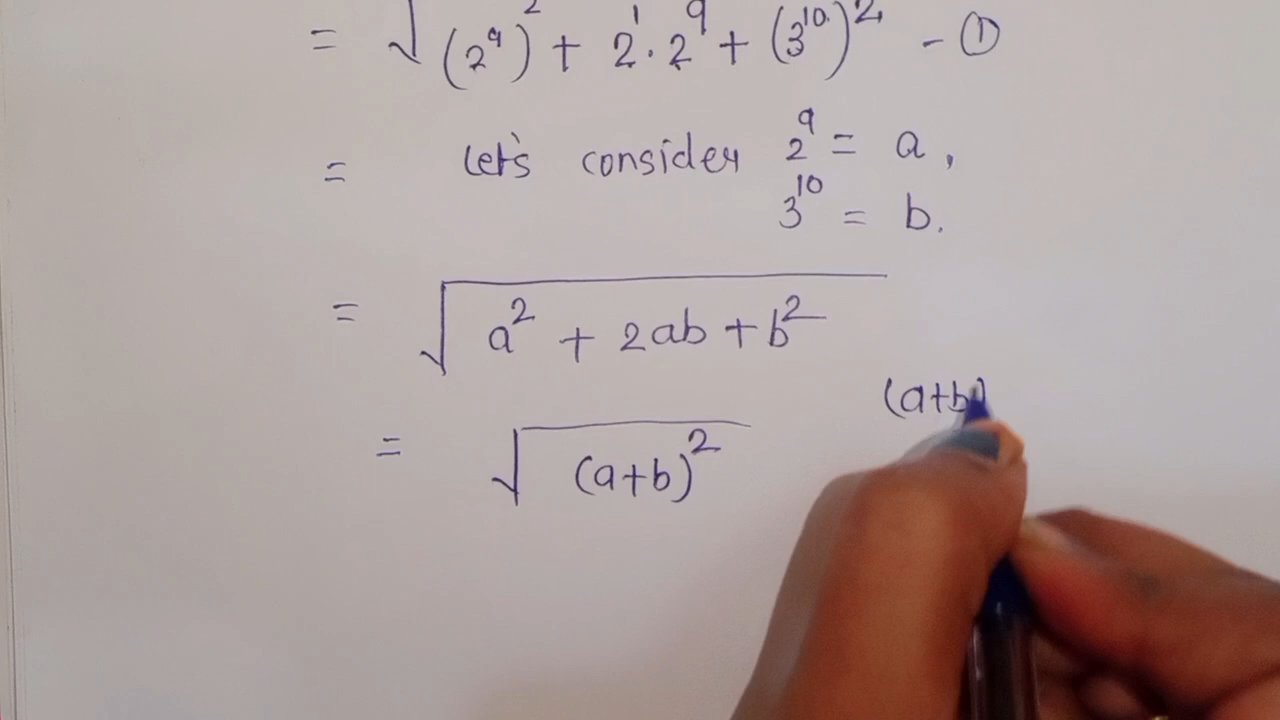 = √(2⁹)² + 2¹·2⁹ + (3¹⁰)² - ①
= let's consider 2⁹ = a,
3¹⁰ = b.
= √a² + 2ab + b²
(a+b)
= √(a+b)²